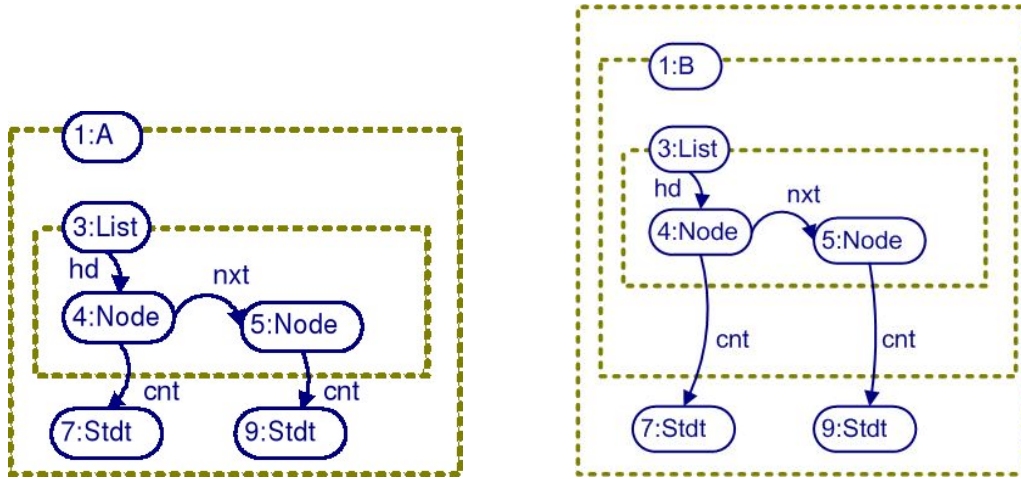 1:A
3:List
hd
nxt
4:Node
5:Node
cnt
cnt
7:Stdt
9:Stdt
1:B
3:List
hd
nxt
4:Node
5:Node
cnt
cnt
7:Stdt
9:Stdt